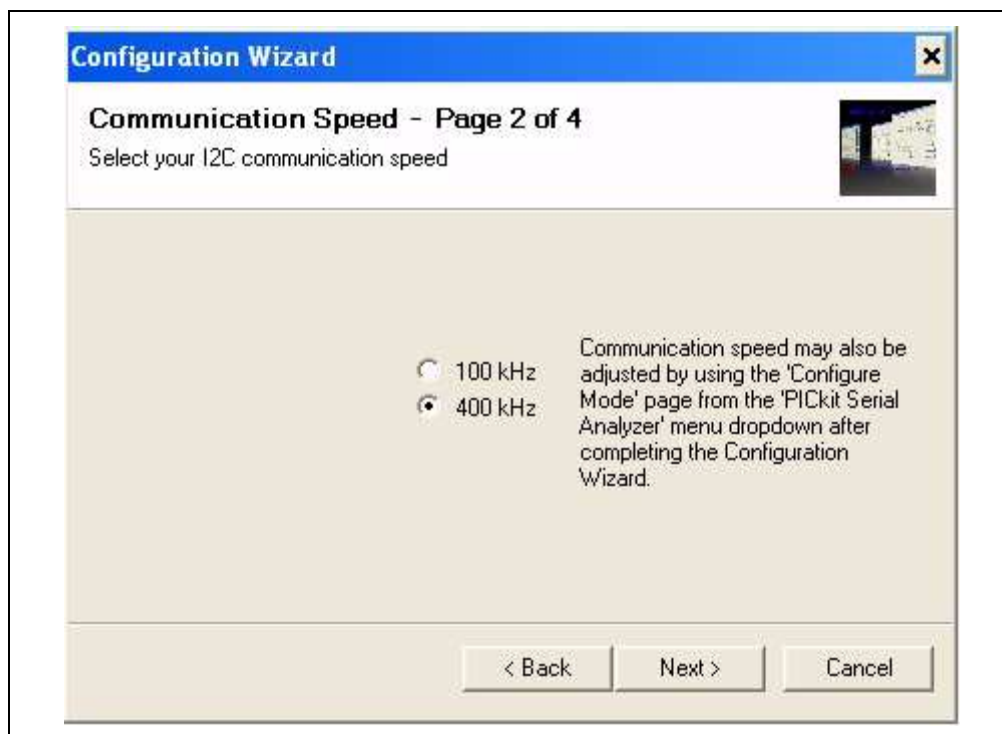 Configuration Wizard
Communication Speed - Page 2 of 4
Select your I2C communication speed
100 kHz
400 kHz
Communication speed may also be
adjusted by using the 'Configure
Mode' page from the 'PICkit Serial
Analyzer' menu dropdown after
completing the Configuration
Wizard.
< Back
Next >
Cancel